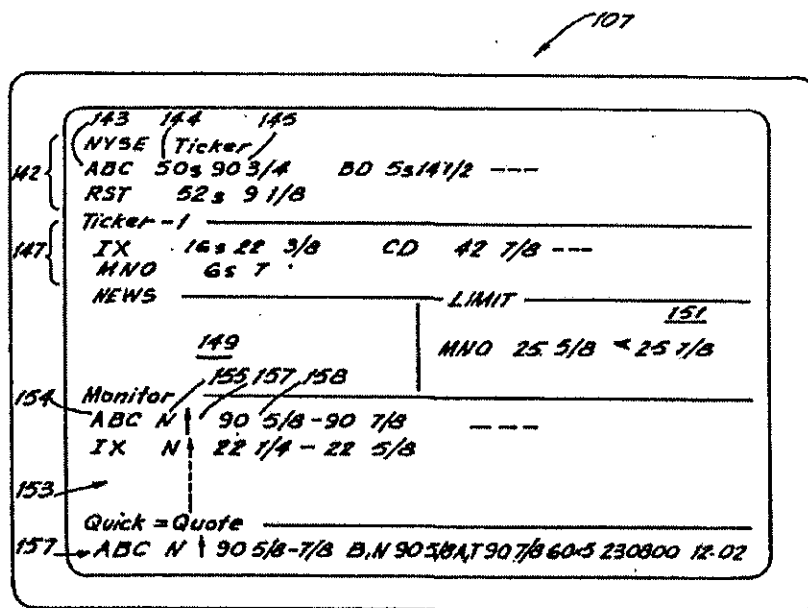 107
143 144 145
NYSE Ticker
142 ABC 50s 90 3/4 BD 5s 14 1/2 ---
RST 52s 9 1/8
Ticker-1
147 IX 16s 22 3/8 CD 42 7/8 ---
MNO 6s 7
NEWS LIMIT
151
149 MNO 25 5/8 < 25 7/8
155 157 158
154 Monitor
ABC N ↑ 90 5/8 - 90 7/8 ----
IX N ↑ 22 1/4 - 22 5/8
153
Quick = Quote
157 ABC N ↑ 90 5/8-7/8 B,N 90 5/8 A,T 90 7/8 60x5 230800 12-02